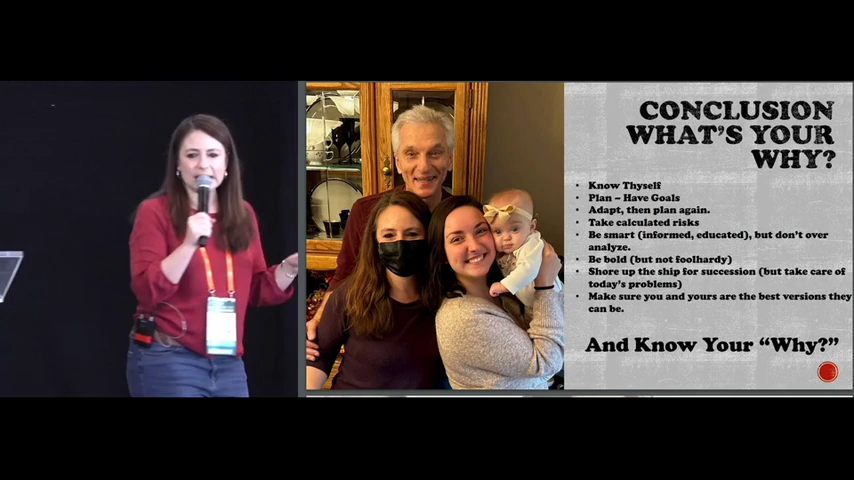 CONCLUSION
WHAT'S YOUR
WHY?
• Know Thyself
• Plan – Have Goals
• Adapt, then plan again.
• Take calculated risks
• Be smart (informed, educated), but don't over
analyze.
• Be bold (but not foolhardy)
• Shore up the ship for succession (but take care of
today's problems)
• Make sure you and yours are the best versions they
can be.
And Know Your "Why?"